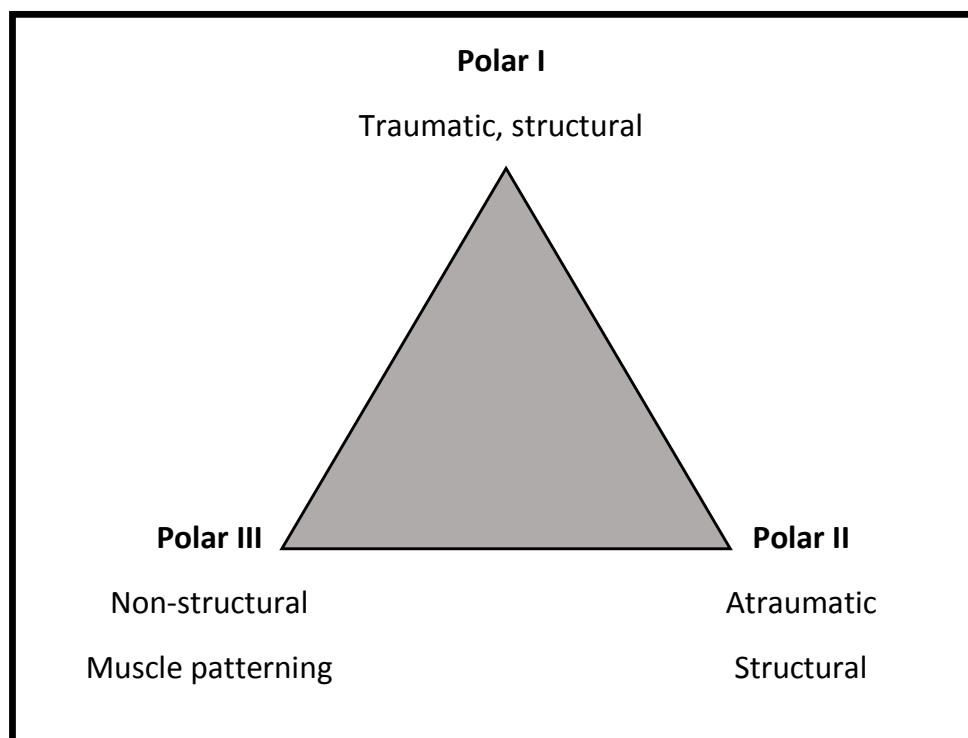 Polar I
Traumatic, structural
Polar III
Polar II
Non-structural
Atraumatic
Muscle patterning
Structural